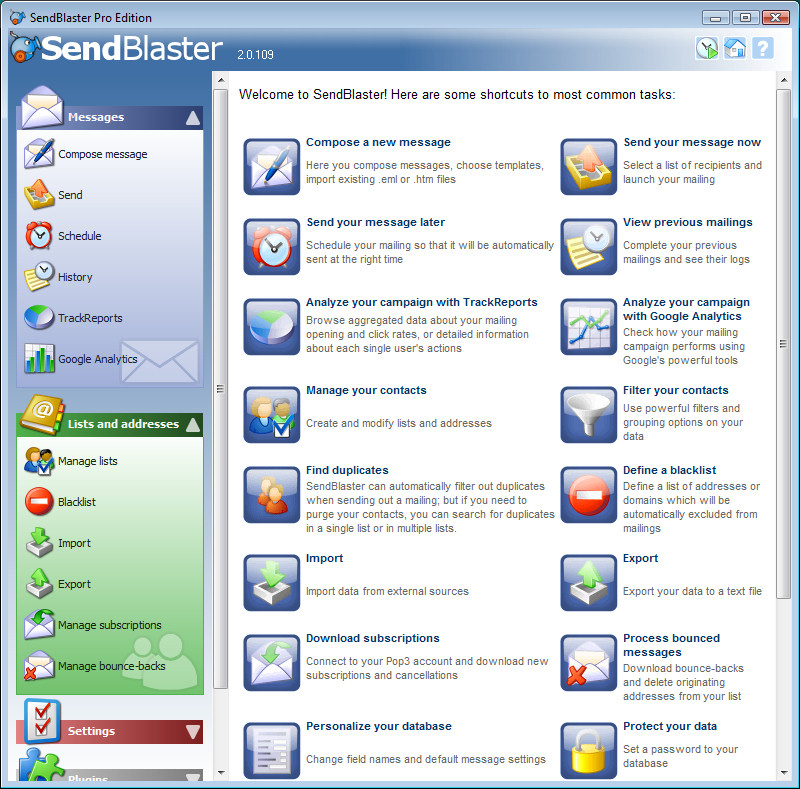 SendBlaster Pro Edition
SendBlaster 2.0.109
?
Messages
Compose message
Send
Schedule
History
TrackReports
Google Analytics
@
Lists and addresses
Manage lists
Blacklist
Import
Export
Manage subscriptions
Manage bounce-backs
Settings
Plugins
Welcome to SendBlaster! Here are some shortcuts to most common tasks:
Compose a new message
Here you compose messages, choose templates,
import existing .eml or .htm files
Send your message now
Select a list of recipients and
launch your mailing
Send your message later
Schedule your mailing so that it will be automatically
sent at the right time
View previous mailings
Complete your previous
mailings and see their logs
Analyze your campaign with TrackReports
Browse aggregated data about your mailing
opening and click rates, or detailed information
about each single user's actions
Analyze your campaign
with Google Analytics
Check how your mailing
campaign performs using
Google's powerful tools
Manage your contacts
Create and modify lists and addresses
Filter your contacts
Use powerful filters and
grouping options on your
data
Find duplicates
SendBlaster can automatically filter out duplicates
when sending out a mailing; but if you need to
purge your contacts, you can search for duplicates
in a single list or in multiple lists.
Define a blacklist
Define a list of addresses or
domains which will be
automatically excluded from
mailings
Import
Import data from external sources
Export
Export your data to a text file
Download subscriptions
Connect to your Pop3 account and download new
subscriptions and cancellations
Process bounced
messages
Download bounce-backs
and delete originating
addresses from your list
Personalize your database
Change field names and default message settings
Protect your data
Set a password to your
database